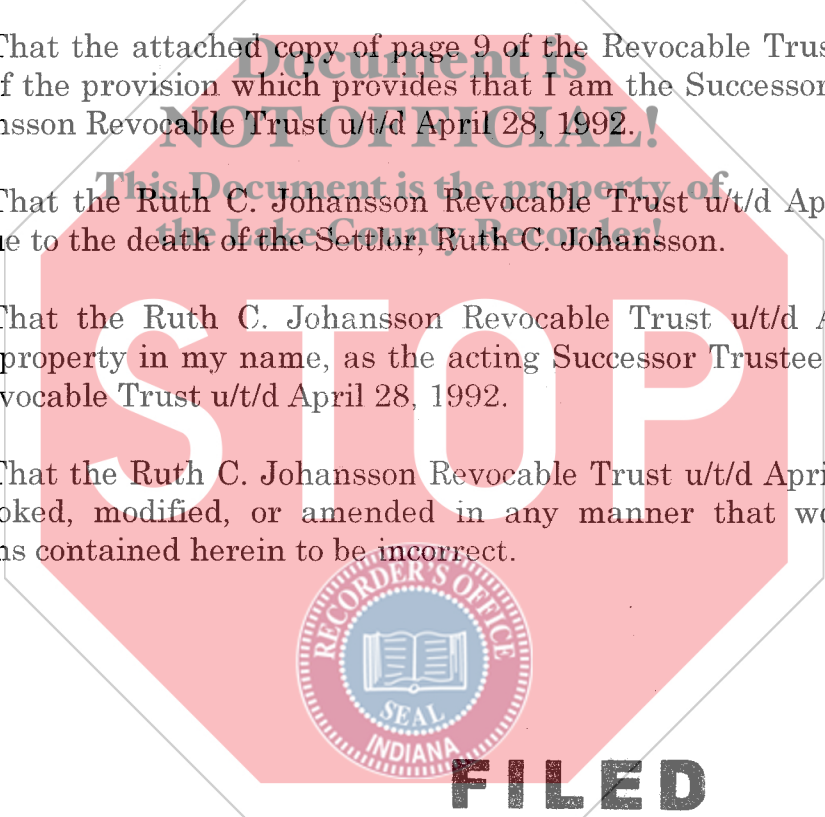 That the attached copy of page 9 of the Revocable Trus
f the provision which provides that I am the Successor
nsson Revocable Trust u/t/d April 28, 1992.
That the Ruth C. Johansson Revocable Trust u/t/d Ap
ue to the death of the Settlor, Ruth C. Johansson.
That the Ruth C. Johansson Revocable Trust u/t/d A
property in my name, as the acting Successor Trustee
vocable Trust u/t/d April 28, 1992.
That the Ruth C. Johansson Revocable Trust u/t/d Apri
oked, modified, or amended in any manner that wo
ns contained herein to be incorrect.
Document is
NOT OFFICIAL!
This Document is the property of
the Lake County Recorder!
STOP
RECORDER'S OFFICE
SEAL
INDIANA
FILED